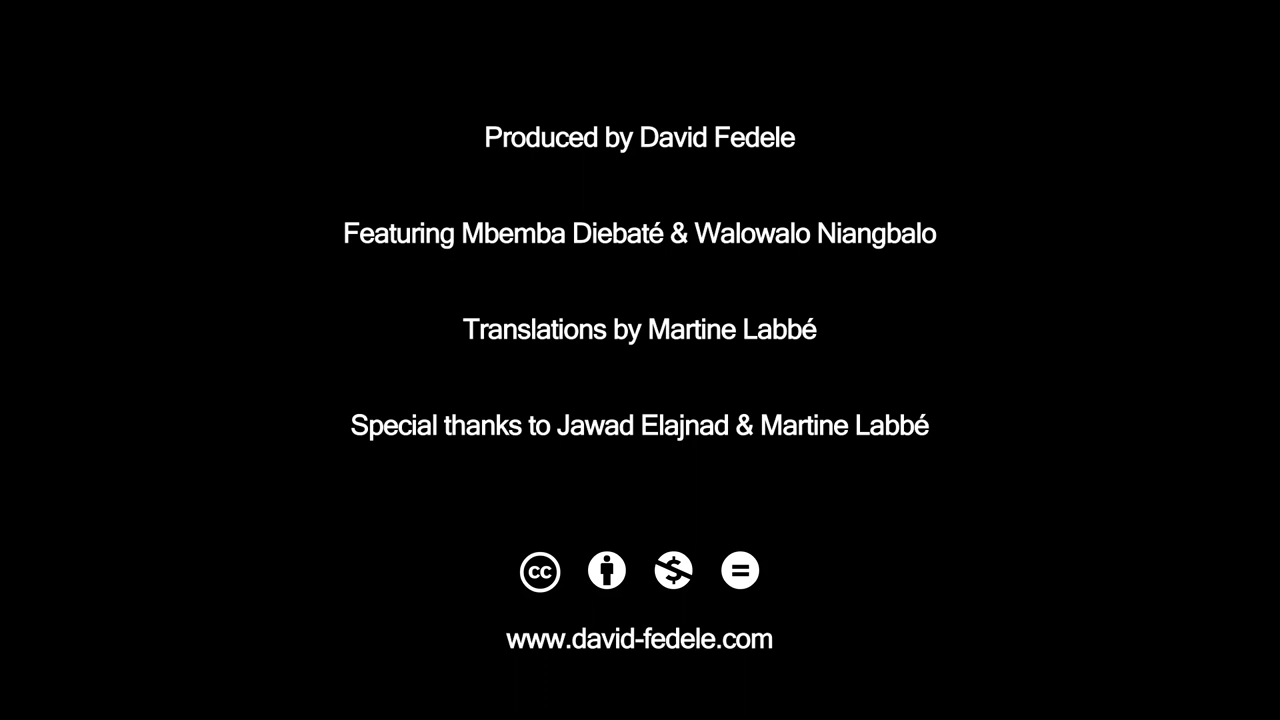 Produced by David Fedele
Featuring Mbemba Diebaté & Walowalo Niangbalo
Translations by Martine Labbé
Special thanks to Jawad Elajnad & Martine Labbé
cc $ =
www.david-fedele.com